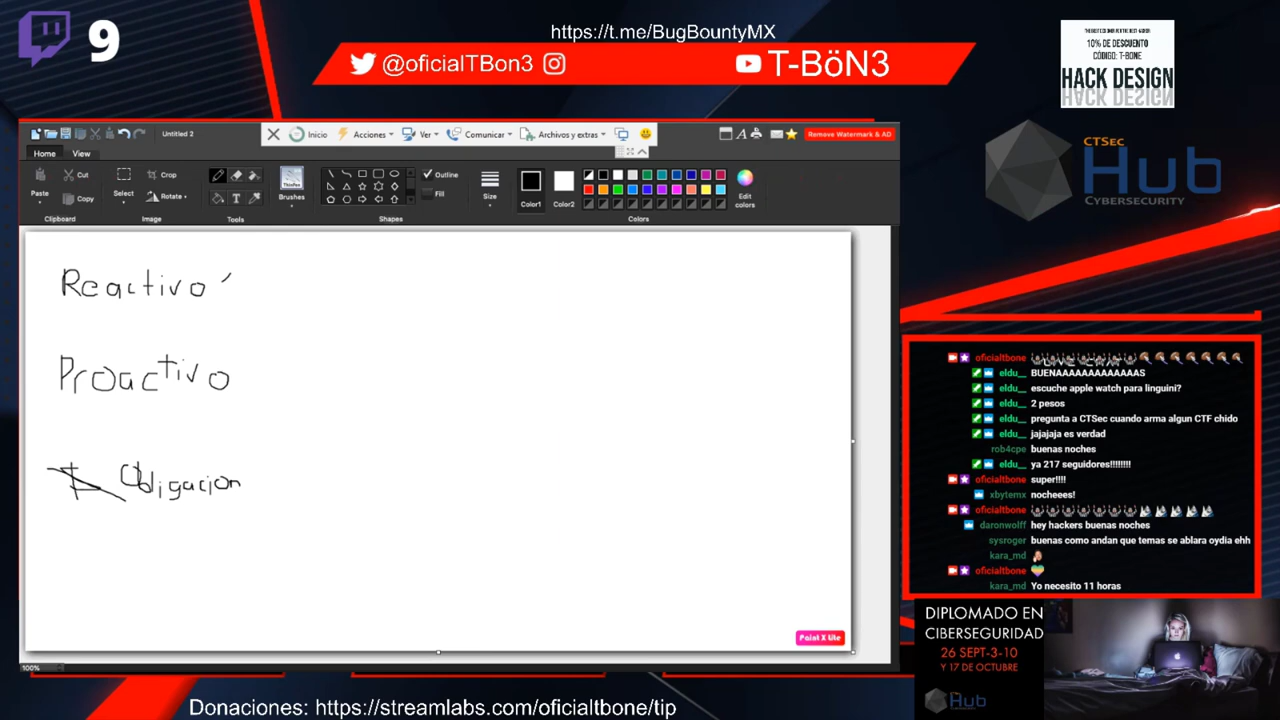 9
https://t.me/BugBountyMX
@oficialTBon3
T-BöN3
10% DE DESCUENTO
CÓDIGO: T-BONE
HACK DESIGN
CTSec
Hub
CYBERSECURITY
Untitled 2
Inicio
Acciones
Ver
Comunicar
Archivos y extras
Remove Watermark & AD
Home View
Paste
Cut
Copy
Clipboard
Select
Crop
Rotate
Image
Tools
Brushes
Shapes
Outline
Fill
Size
Color1
Color2
Colors
Edit
colors
Reactivo
Proactivo
Obligacion
Paint X Lite
100%
oficialtbone
eldu__ BUENAAAAAAAAAAAAS
eldu__ escuche apple watch para linguini?
eldu__ 2 pesos
eldu__ pregunta a CTSec cuando arma algun CTF chido
eldu__ jajajaja es verdad
rob4cpe buenas noches
eldu__ ya 217 seguidores!!!!!!!!
oficialtbone super!!!!
xbytemx nocheees!
oficialtbone
daronwolff hey hackers buenas noches
sysroger buenas como andan que temas se ablara oydia ehh
kara_md
oficialtbone
kara_md Yo necesito 11 horas
DIPLOMADO EN
CIBERSEGURIDAD
26 SEPT-3-10
Y 17 DE OCTUBRE
Hub
Donaciones: https://streamlabs.com/oficialtbone/tip